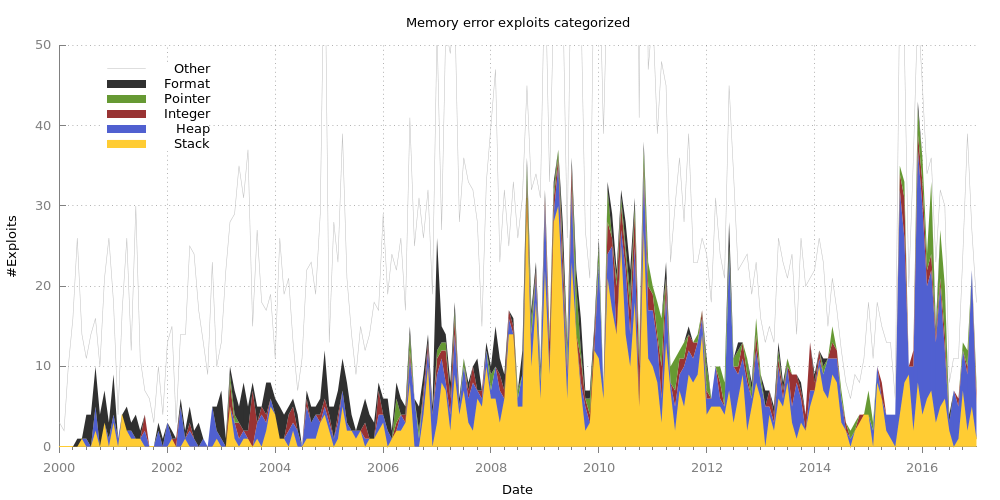 Memory error exploits categorized
50
40
30
20
10
0
#Exploits
Other
Format
Pointer
Integer
Heap
Stack
2000 2002 2004 2006 2008 2010 2012 2014 2016
Date